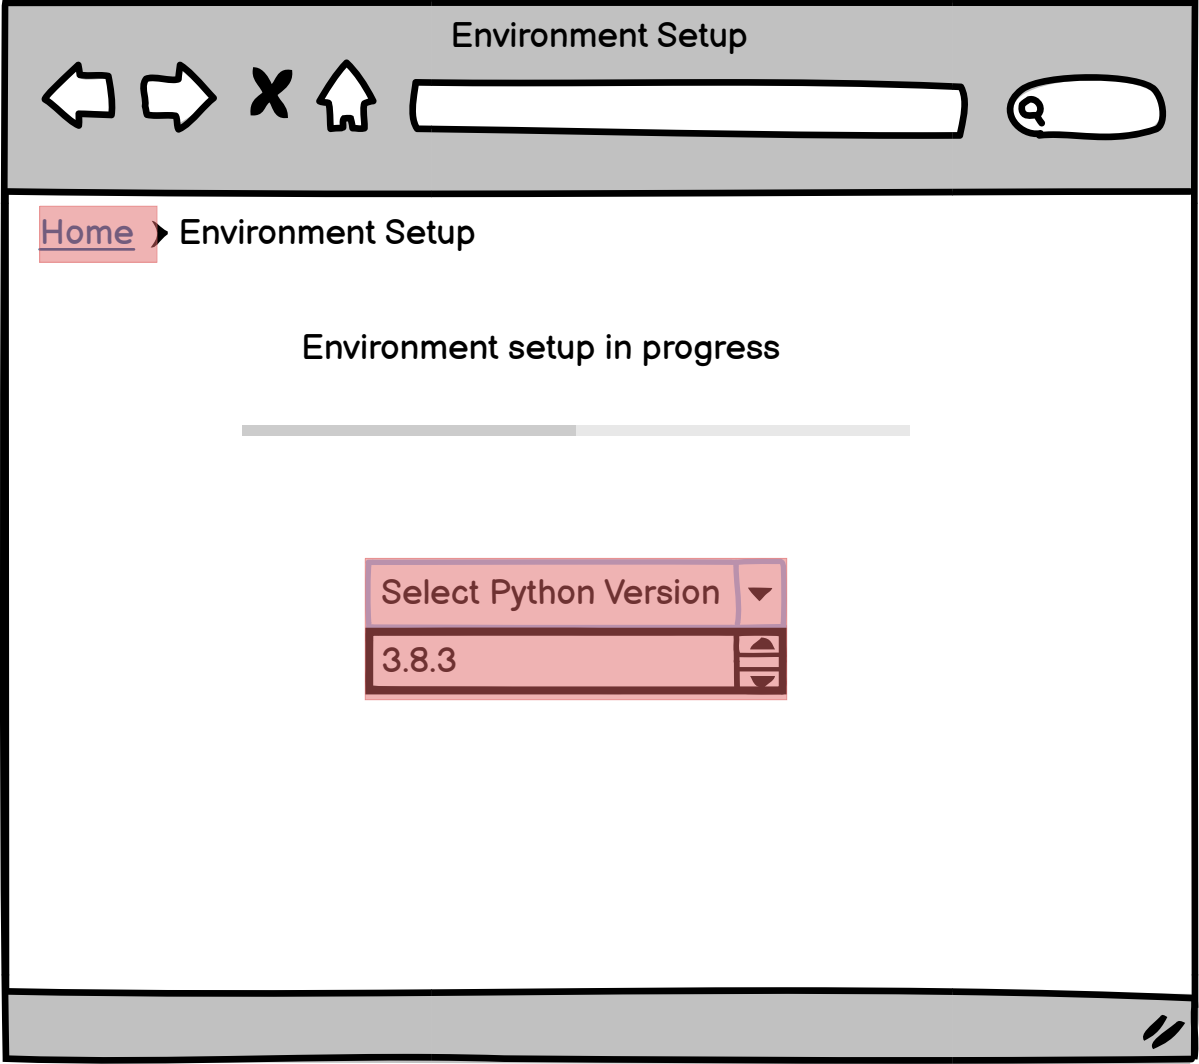 Environment Setup
Home Environment Setup
Environment setup in progress
Select Python Version
3.8.3